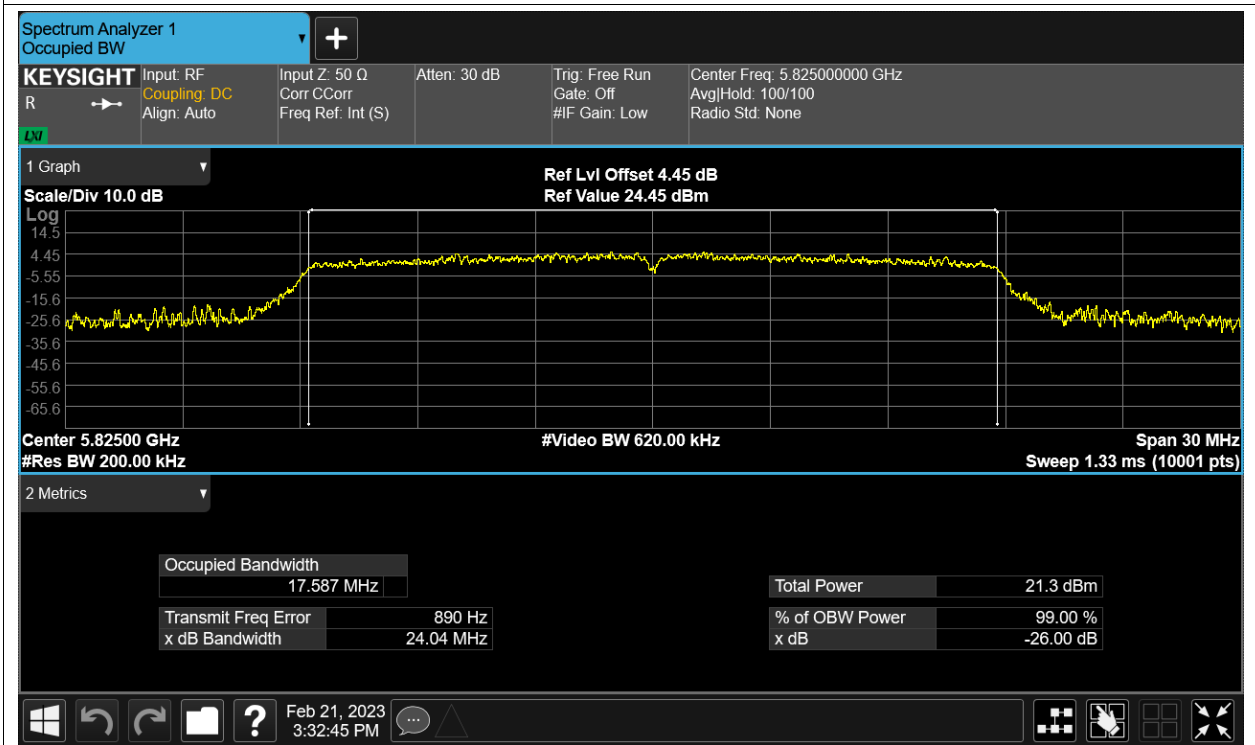 Spectrum Analyzer 1
Occupied BW
KEYSIGHT
R
LXI
Input: RF
Coupling: DC
Align: Auto
Input Z: 50 Ω
Corr CCorr
Freq Ref: Int (S)
Atten: 30 dB
Trig: Free Run
Gate: Off
#IF Gain: Low
Center Freq: 5.825000000 GHz
Avg|Hold: 100/100
Radio Std: None
1 Graph
Scale/Div 10.0 dB
Ref Lvl Offset 4.45 dB
Ref Value 24.45 dBm
Log
14.5
4.45
-5.55
-15.6
-25.6
-35.6
-45.6
-55.6
-65.6
Center 5.82500 GHz
#Video BW 620.00 kHz
Span 30 MHz
#Res BW 200.00 kHz
Sweep 1.33 ms (10001 pts)
2 Metrics
Occupied Bandwidth
17.587 MHz
Total Power 21.3 dBm
Transmit Freq Error 890 Hz
% of OBW Power 99.00 %
x dB Bandwidth 24.04 MHz
x dB -26.00 dB
?
Feb 21, 2023
3:32:45 PM